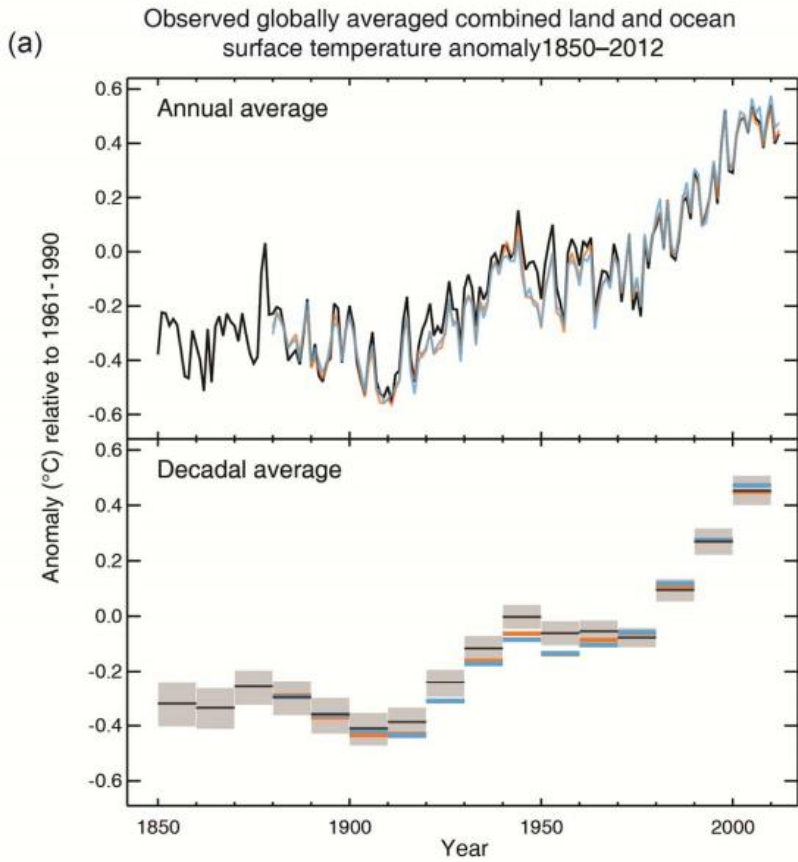 Observed globally averaged combined land and ocean
surface temperature anomaly1850–2012
(a)
Annual average
0.6
0.4
0.2
0.0
-0.2
-0.4
-0.6
Anomaly (°C) relative to 1961-1990
Decadal average
0.6
0.4
0.2
0.0
-0.2
-0.4
-0.6
1850
1900
1950
2000
Year